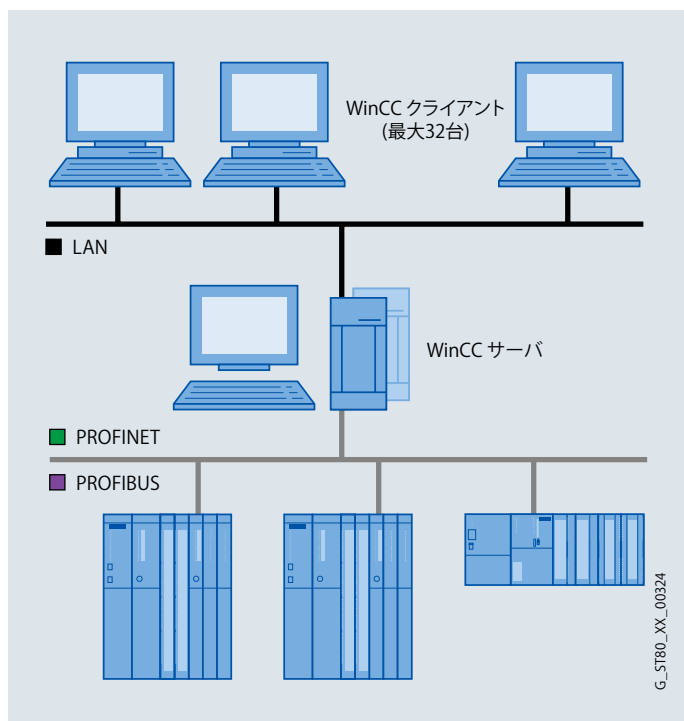 WinCC クライアント
(最大32台)
LAN
WinCC サーバ
PROFINET
PROFIBUS
G_ST80_XX_00324